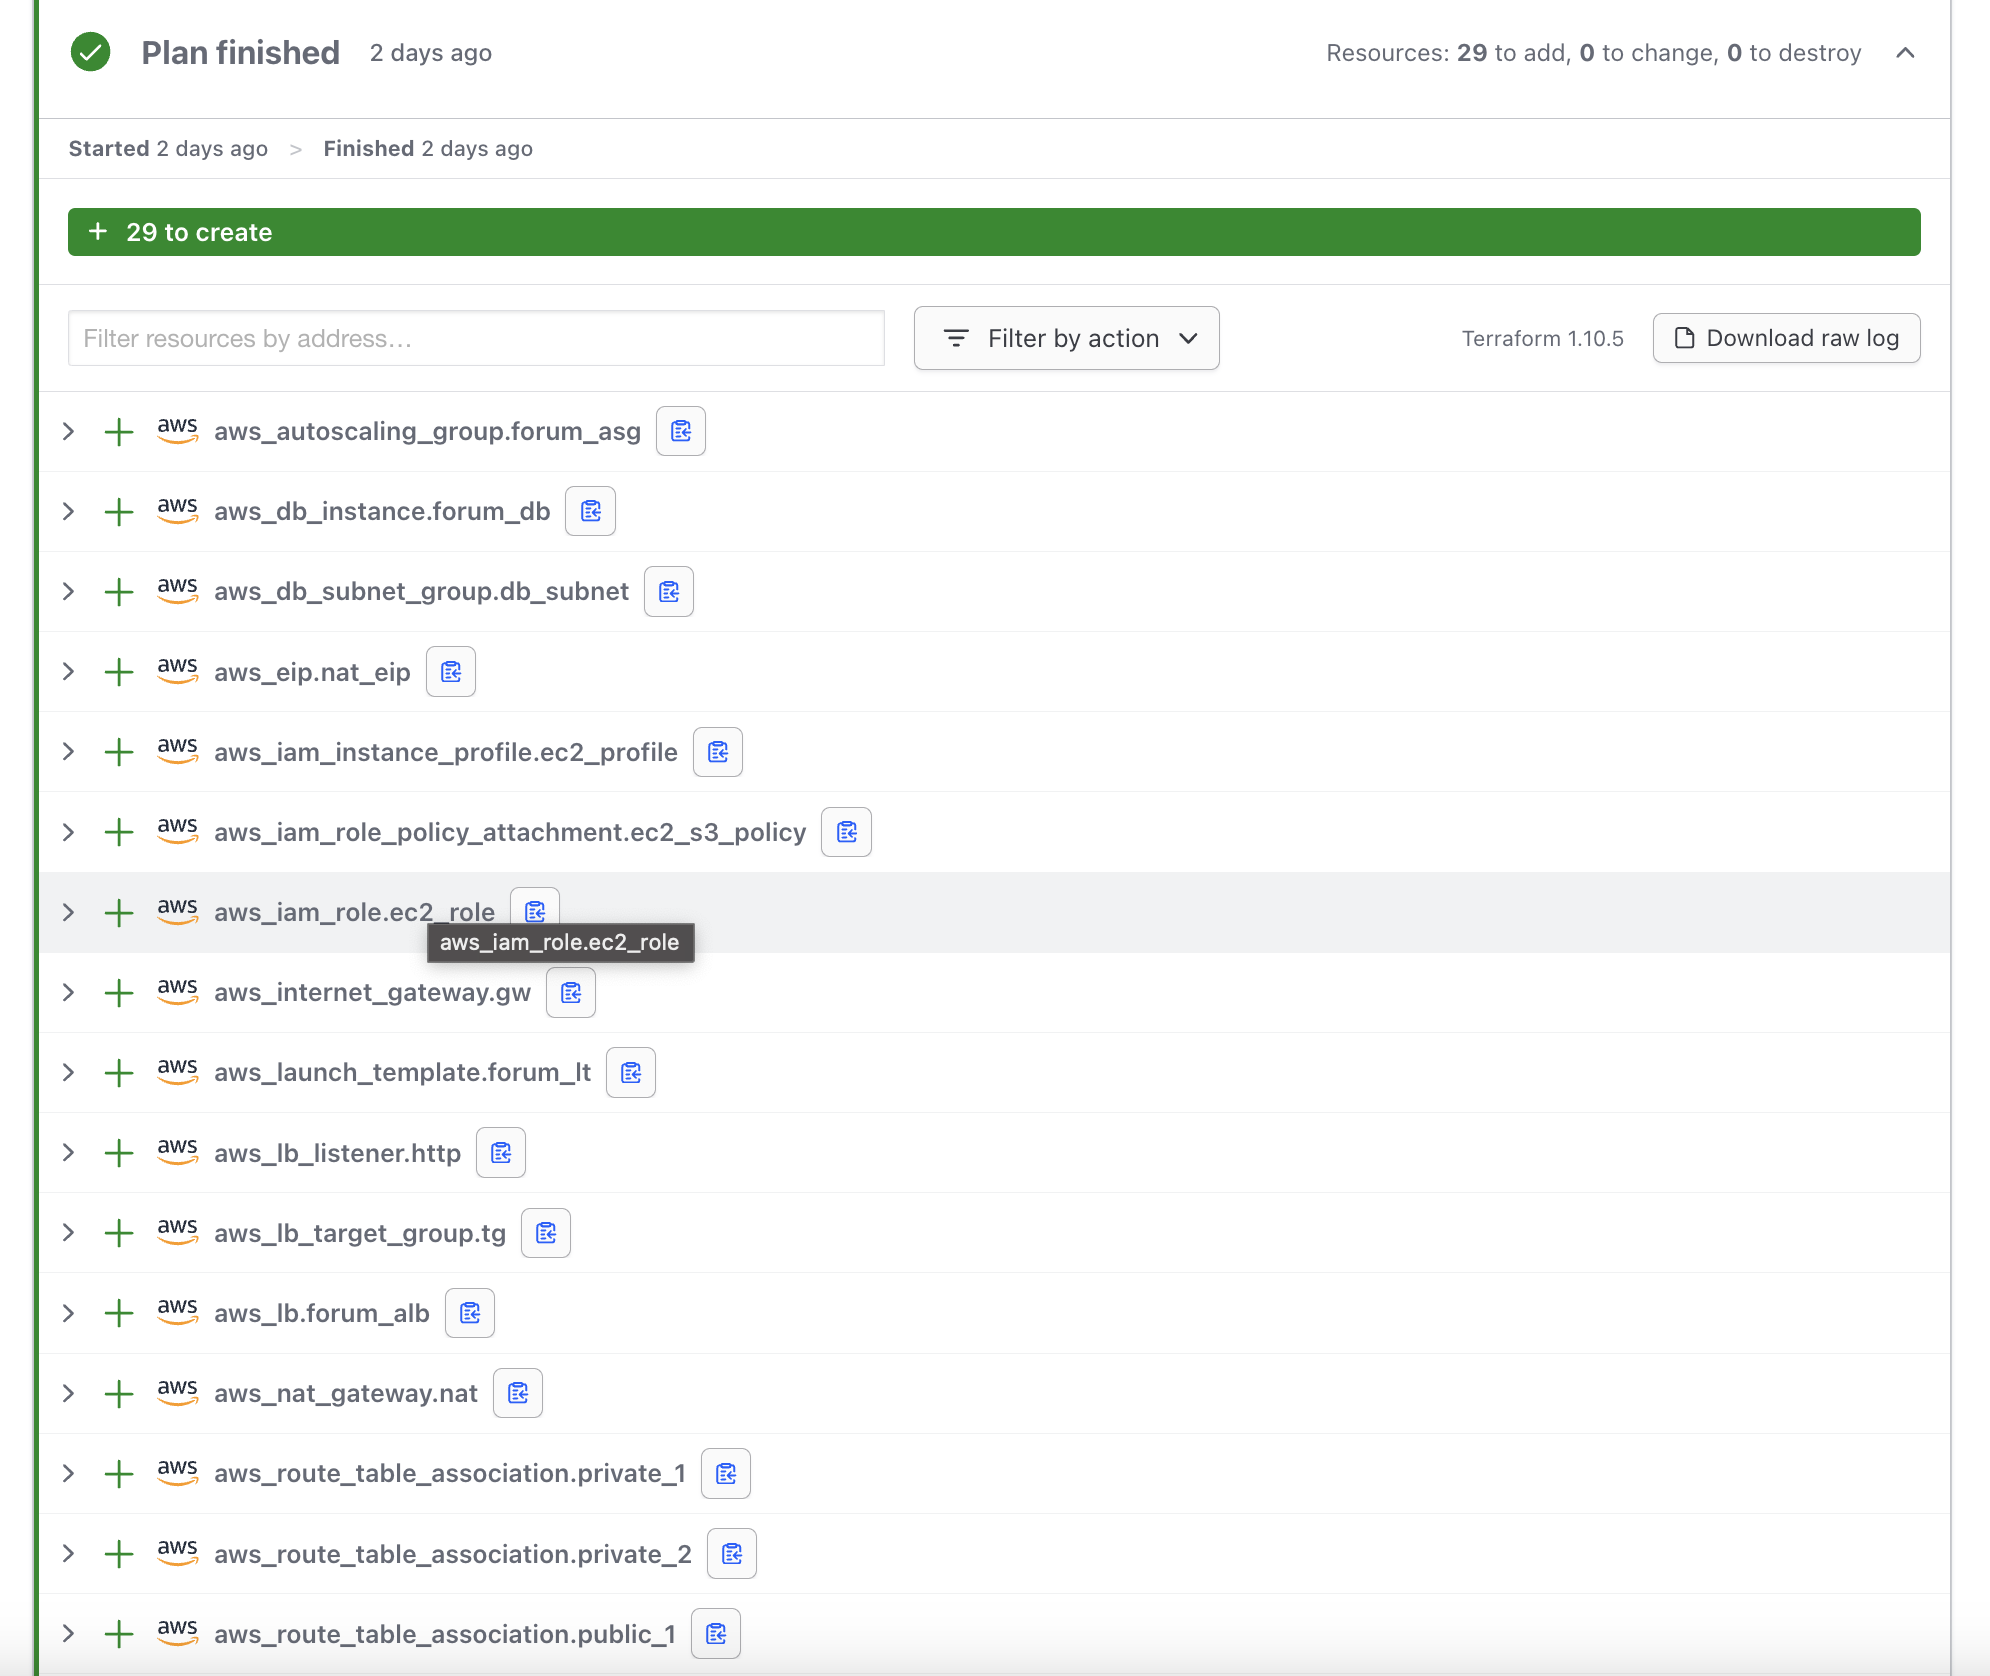 Plan finished 2 days ago Resources: 29 to add, 0 to change, 0 to destroy
Started 2 days ago > Finished 2 days ago
+ 29 to create
Filter resources by address… Filter by action Terraform 1.10.5 Download raw log
aws aws_autoscaling_group.forum_asg
aws aws_db_instance.forum_db
aws aws_db_subnet_group.db_subnet
aws aws_eip.nat_eip
aws aws_iam_instance_profile.ec2_profile
aws aws_iam_role_policy_attachment.ec2_s3_policy
aws aws_iam_role.ec2_role
aws_iam_role.ec2_role
aws aws_internet_gateway.gw
aws aws_launch_template.forum_lt
aws aws_lb_listener.http
aws aws_lb_target_group.tg
aws aws_lb.forum_alb
aws aws_nat_gateway.nat
aws aws_route_table_association.private_1
aws aws_route_table_association.private_2
aws aws_route_table_association.public_1